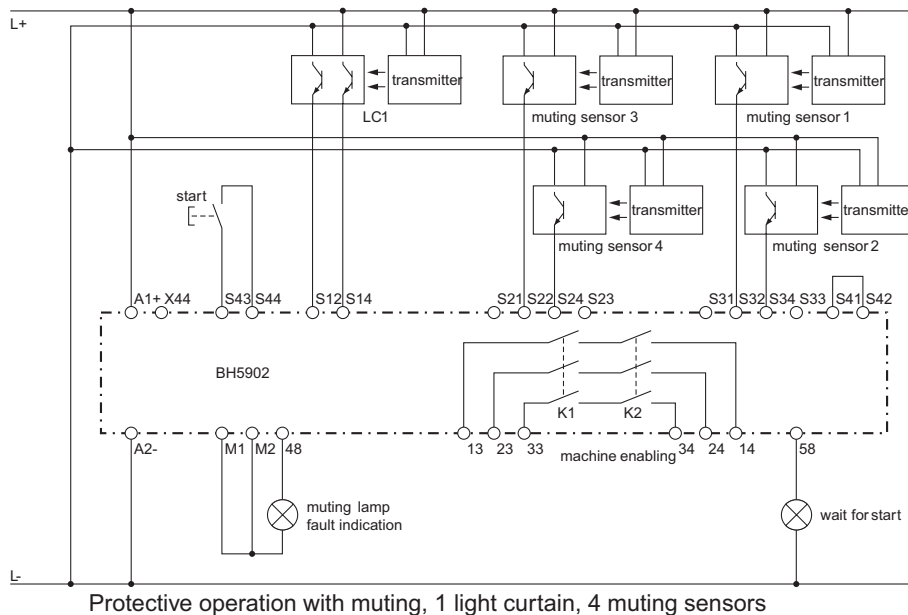 L+
transmitter transmitter transmitter
LC1 muting sensor 3 muting sensor 1
start
transmitter transmitter
muting sensor 4 muting sensor 2
A1+ X44 S43 S44 S12 S14 S21 S22 S24 S23 S31 S32 S34 S33 S41 S42
BH5902
K1 K2
A2- M1 M2 48 13 23 33 machine enabling 34 24 14 58
muting lamp
fault indication
wait for start
L-
Protective operation with muting, 1 light curtain, 4 muting sensors